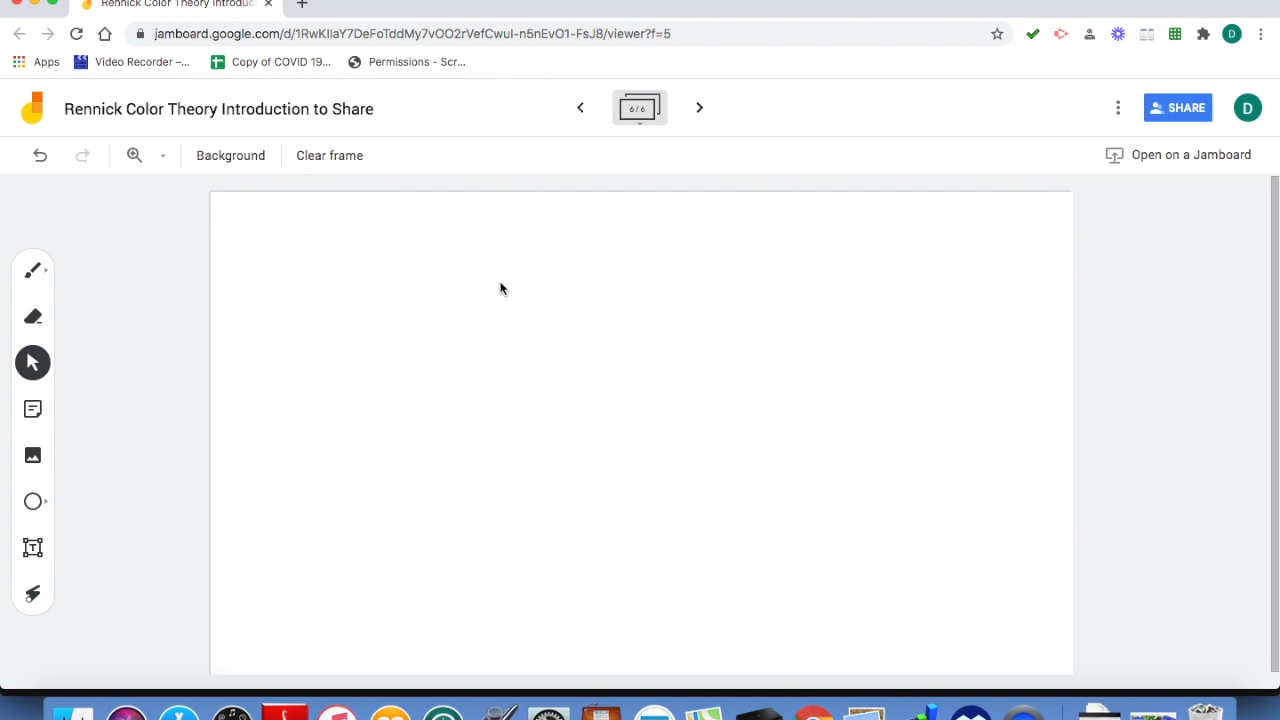 Rennick Color Theory Introduct
jamboard.google.com/d/1RwKIlaY7DeFoTddMy7vOO2rVefCwuI-n5nEvO1-FsJ8/viewer?f=5
D
Apps
Video Recorder –...
Copy of COVID 19...
Permissions - Scr...
Rennick Color Theory Introduction to Share
6 / 6
SHARE
D
Background
Clear frame
Open on a Jamboard